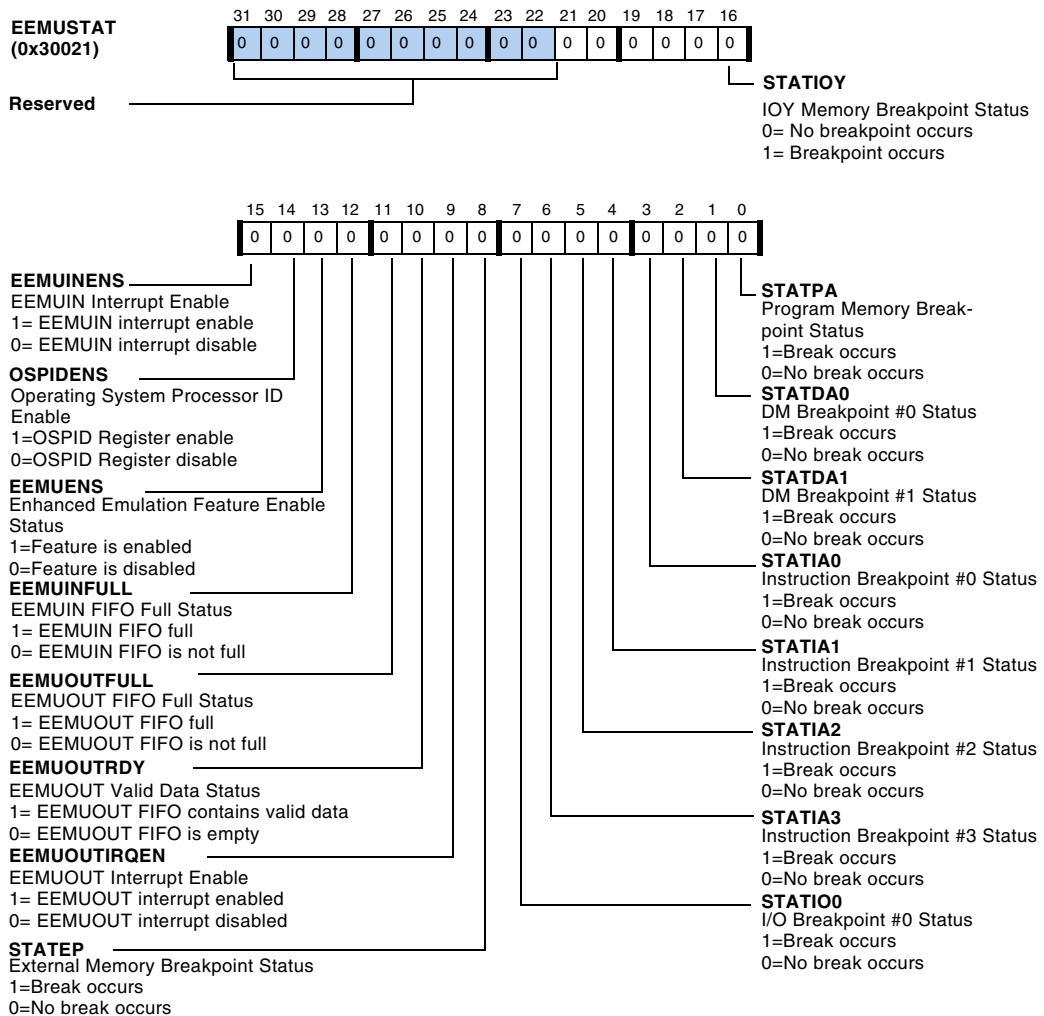 EEMUSTAT
(0x30021)
31 30 29 28 27 26 25 24 23 22 21 20 19 18 17 16
0 0 0 0 0 0 0 0 0 0 0 0 0 0 0 0
Reserved
STATIOY
IOY Memory Breakpoint Status
0= No breakpoint occurs
1= Breakpoint occurs
15 14 13 12 11 10 9 8 7 6 5 4 3 2 1 0
0 0 0 0 0 0 0 0 0 0 0 0 0 0 0 0
EEMUINENS
EEMUIN Interrupt Enable
1= EEMUIN interrupt enable
0= EEMUIN interrupt disable
OSPIDENS
Operating System Processor ID
Enable
1=OSPID Register enable
0=OSPID Register disable
EEMUENS
Enhanced Emulation Feature Enable
Status
1=Feature is enabled
0=Feature is disabled
EEMUINFULL
EEMUIN FIFO Full Status
1= EEMUIN FIFO full
0= EEMUIN FIFO is not full
EEMUOUTFULL
EEMUOUT FIFO Full Status
1= EEMUOUT FIFO full
0= EEMUOUT FIFO is not full
EEMUOUTRDY
EEMUOUT Valid Data Status
1= EEMUOUT FIFO contains valid data
0= EEMUOUT FIFO is empty
EEMUOUTIRQEN
EEMUOUT Interrupt Enable
1= EEMUOUT interrupt enabled
0= EEMUOUT interrupt disabled
STATEP
External Memory Breakpoint Status
1=Break occurs
0=No break occurs
STATPA
Program Memory Break-
point Status
1=Break occurs
0=No break occurs
STATDA0
DM Breakpoint #0 Status
1=Break occurs
0=No break occurs
STATDA1
DM Breakpoint #1 Status
1=Break occurs
0=No break occurs
STATIA0
Instruction Breakpoint #0 Status
1=Break occurs
0=No break occurs
STATIA1
Instruction Breakpoint #1 Status
1=Break occurs
0=No break occurs
STATIA2
Instruction Breakpoint #2 Status
1=Break occurs
0=No break occurs
STATIA3
Instruction Breakpoint #3 Status
1=Break occurs
0=No break occurs
STATIO0
I/O Breakpoint #0 Status
1=Break occurs
0=No break occurs